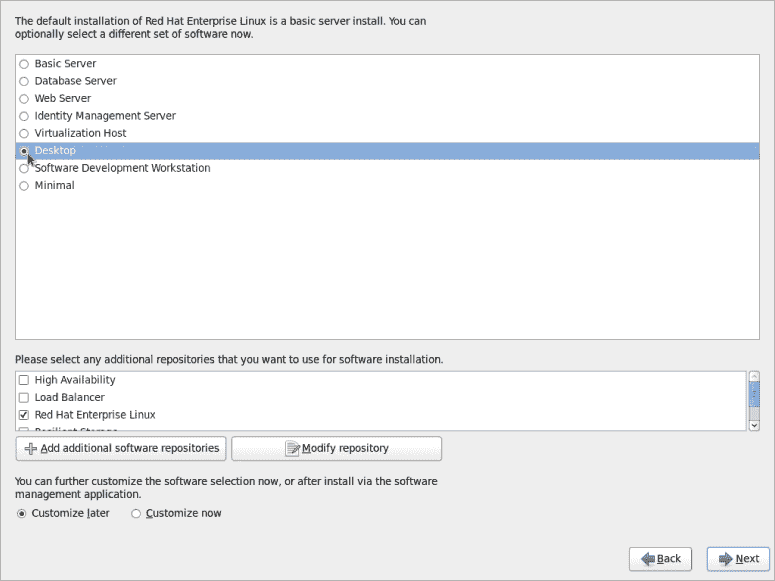 The default installation of Red Hat Enterprise Linux is a basic server install. You can
optionally select a different set of software now.
Basic Server
Database Server
Web Server
Identity Management Server
Virtualization Host
Desktop
Software Development Workstation
Minimal
Please select any additional repositories that you want to use for software installation.
High Availability
Load Balancer
Red Hat Enterprise Linux
Resilient Storage
Add additional software repositories
Modify repository
You can further customize the software selection now, or after install via the software
management application.
Customize later
Customize now
Back
Next